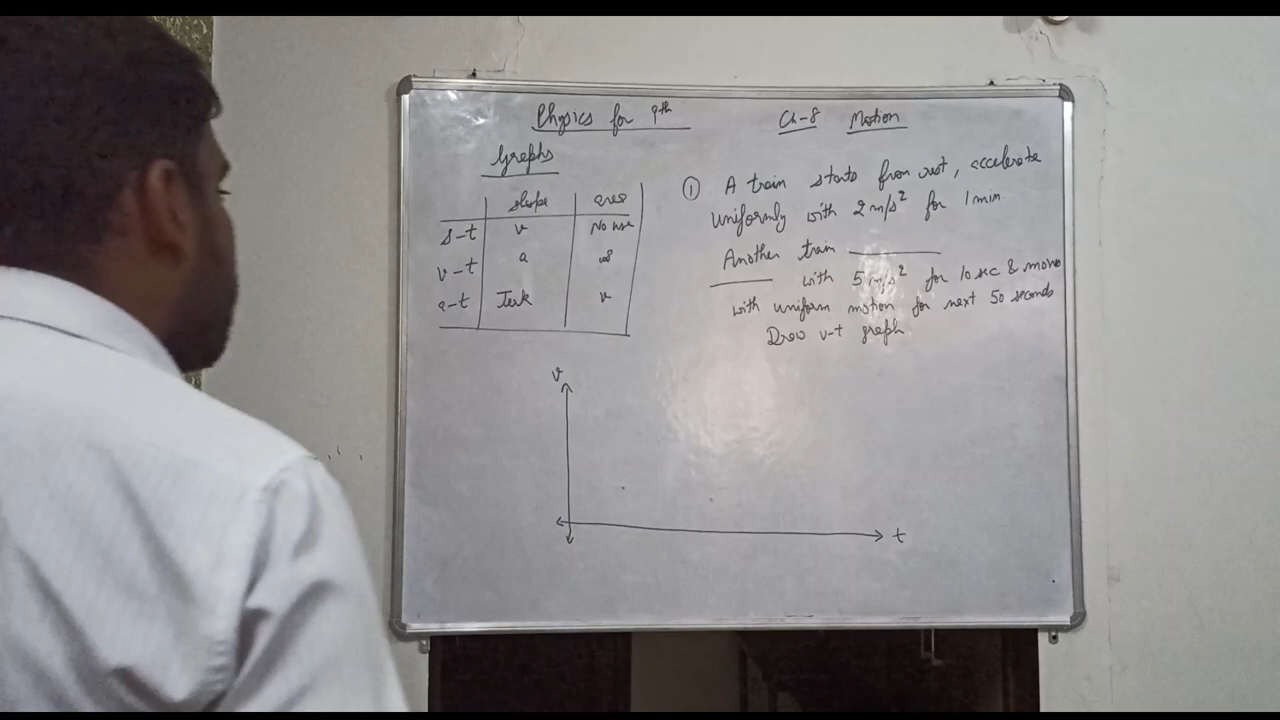 Physics for 9th
Ch-8 Motion
Graphs
slope area
s-t v No use
v-t a
a-t Jerk v
① A train starts from rest, accelerate
uniformly with 2 m/s² for 1 min.
Another train
with 5 m/s² for 10 sec & move
with uniform motion for next 50 seconds
Draw v-t graph
v
t